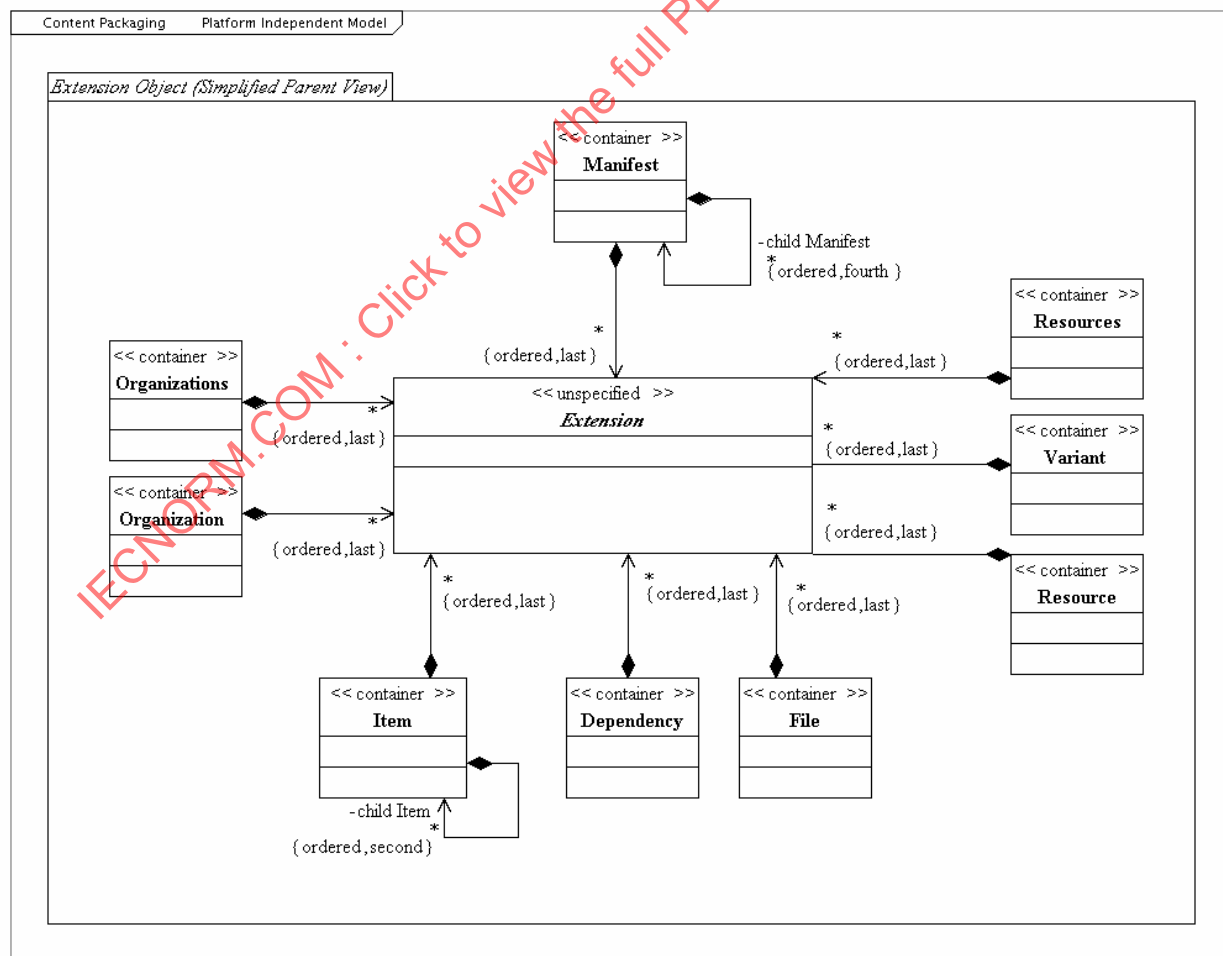 Content Packaging Platform Independent Model
Extension Object (Simplified Parent View)
<< container >>
Manifest
-child Manifest
*
{ordered,fourth }
*
{ordered,last}
<< container >>
Resources
*
{ordered,last }
<< container >>
Organizations
*
{ordered,last}
<< unspecified >>
Extension
<< container >>
Variant
*
{ordered,last}
<< container >>
Organization
*
{ordered,last}
*
{ordered,last}
<< container >>
Resource
*
{ordered,last}
*
{ordered,last}
*
{ordered,last}
<< container >>
Item
-child Item
*
{ordered,second}
<< container >>
Dependency
<< container >>
File
IECNORM.COM : Click to view the full